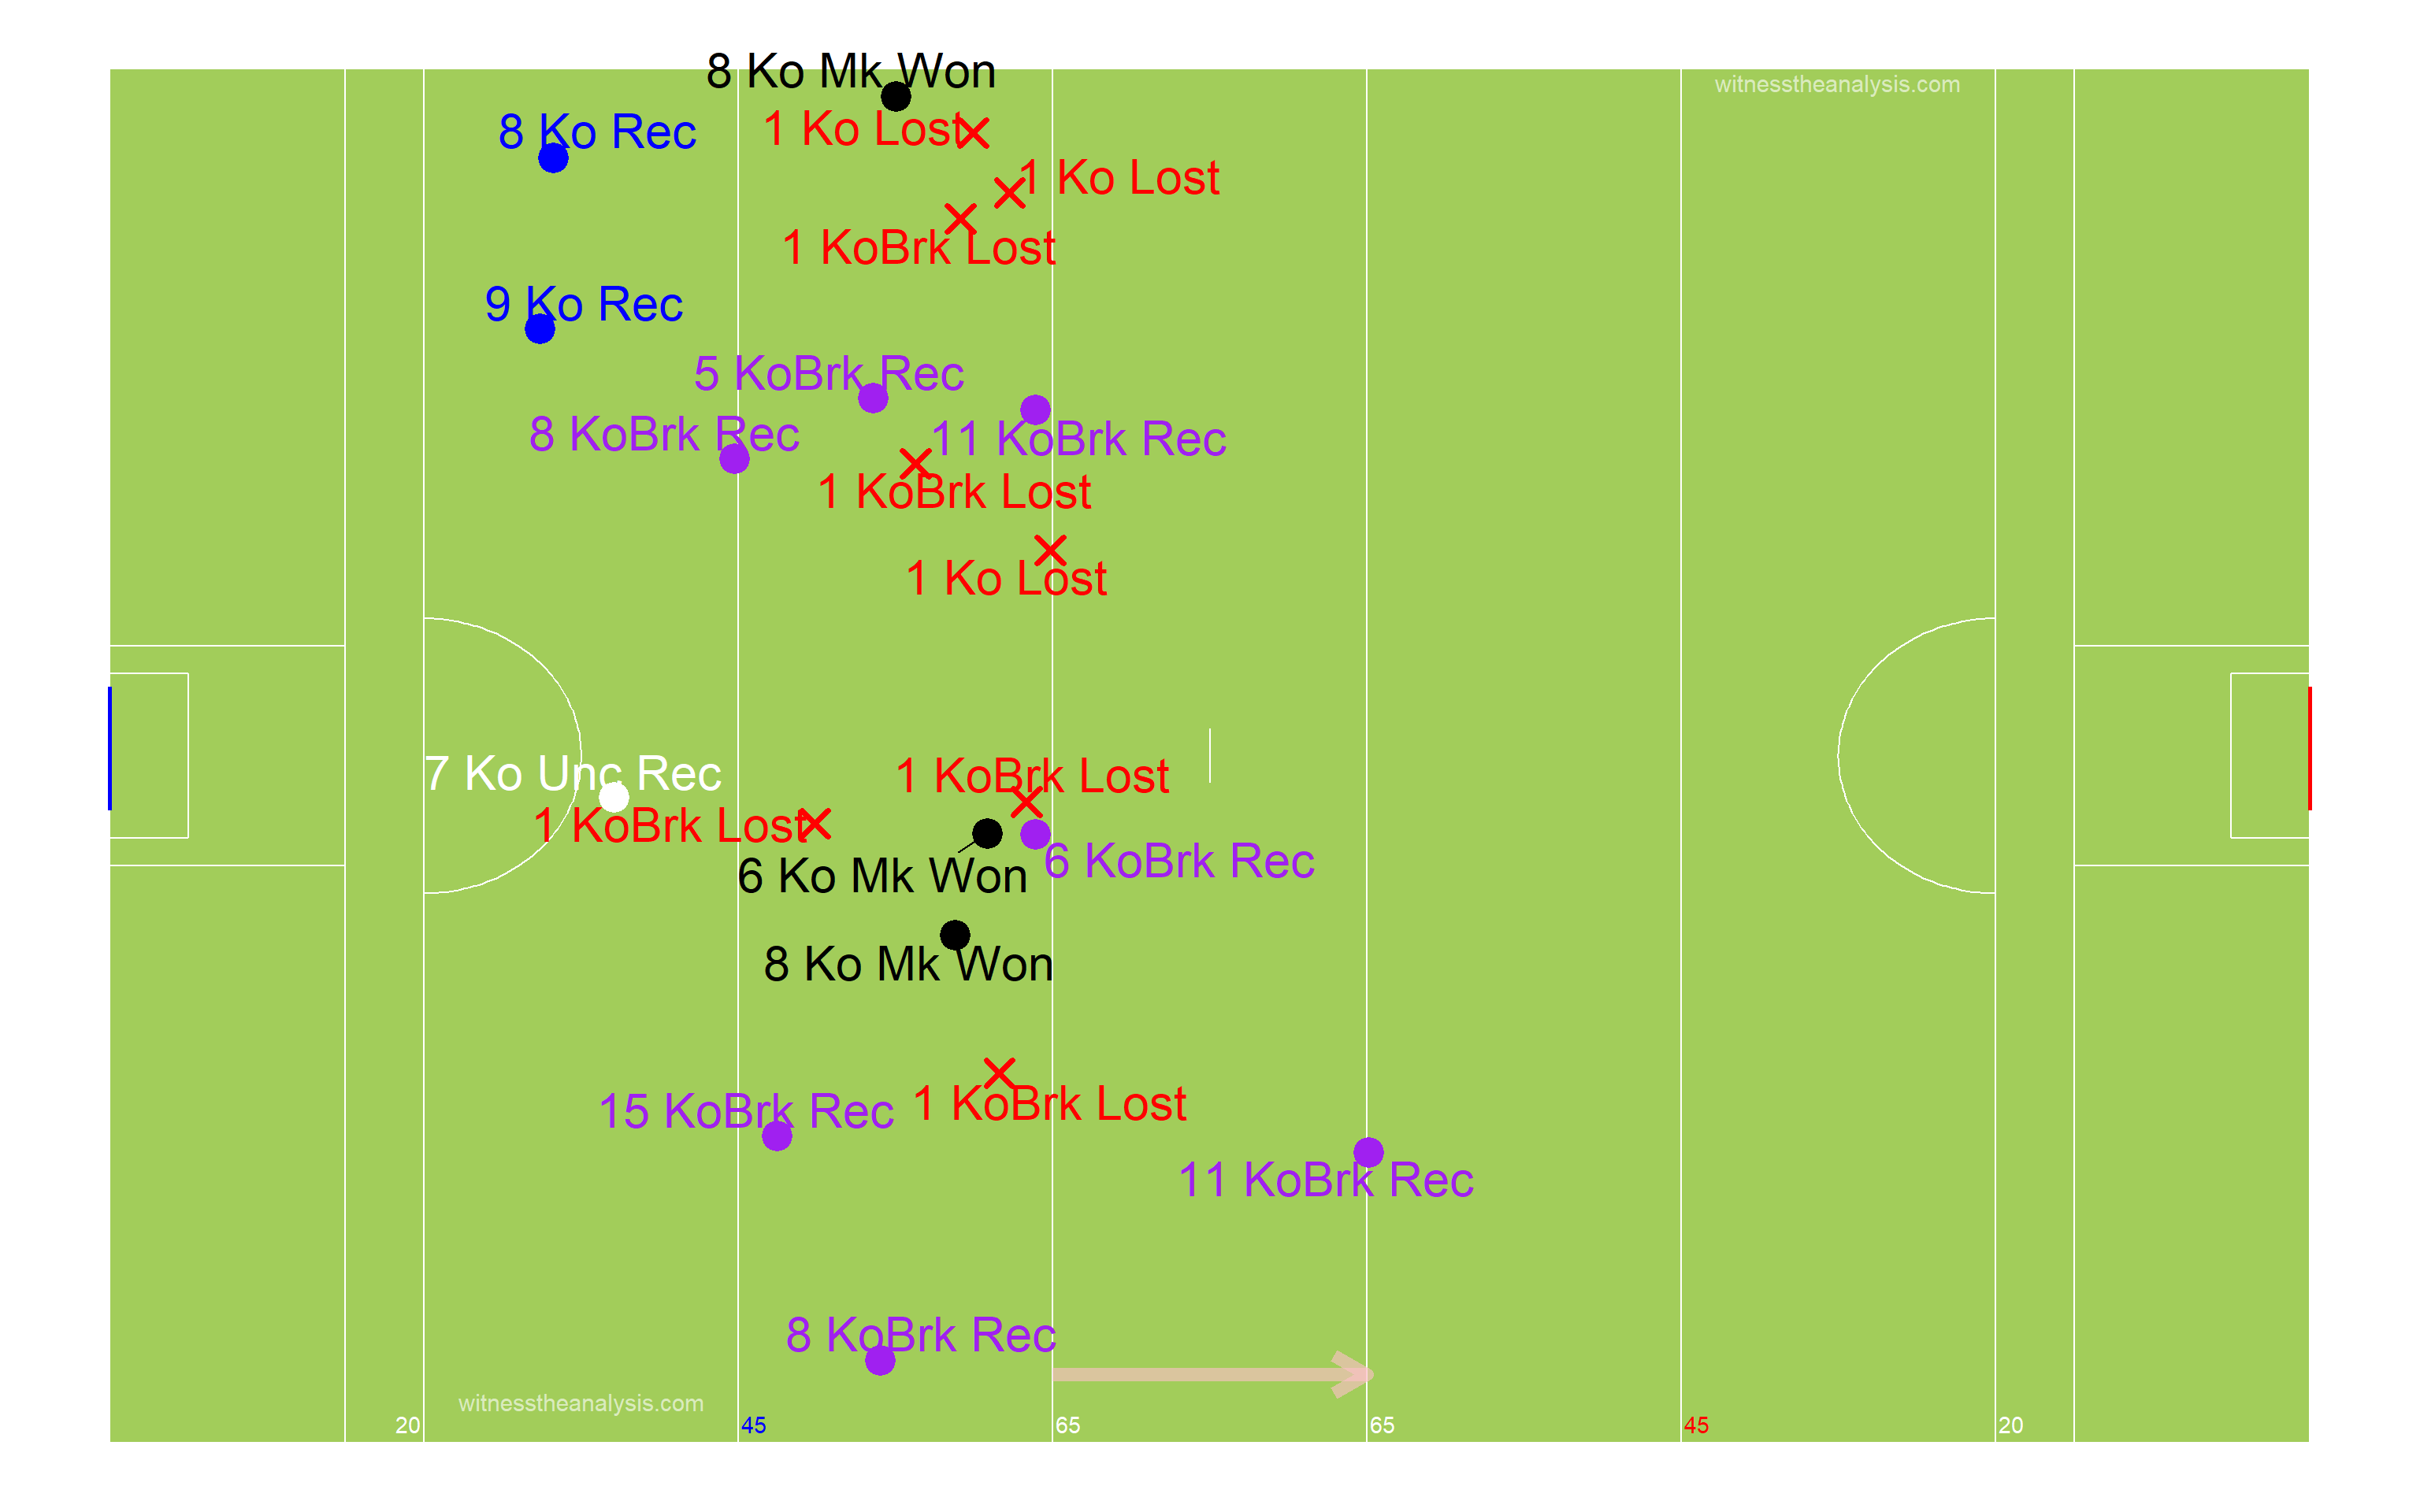 8 Ko Mk Won
witnesstheanalysis.com
8 Ko Rec
1 Ko Lost
1 Ko Lost
1 KoBrk Lost
9 Ko Rec
5 KoBrk Rec
8 KoBrk Rec
11 KoBrk Rec
1 KoBrk Lost
1 Ko Lost
7 Ko Unc Rec
1 KoBrk Lost
1 KoBrk Lost
6 KoBrk Rec
6 Ko Mk Won
8 Ko Mk Won
15 KoBrk Rec
1 KoBrk Lost
11 KoBrk Rec
8 KoBrk Rec
witnesstheanalysis.com
20
45
65
65
45
20